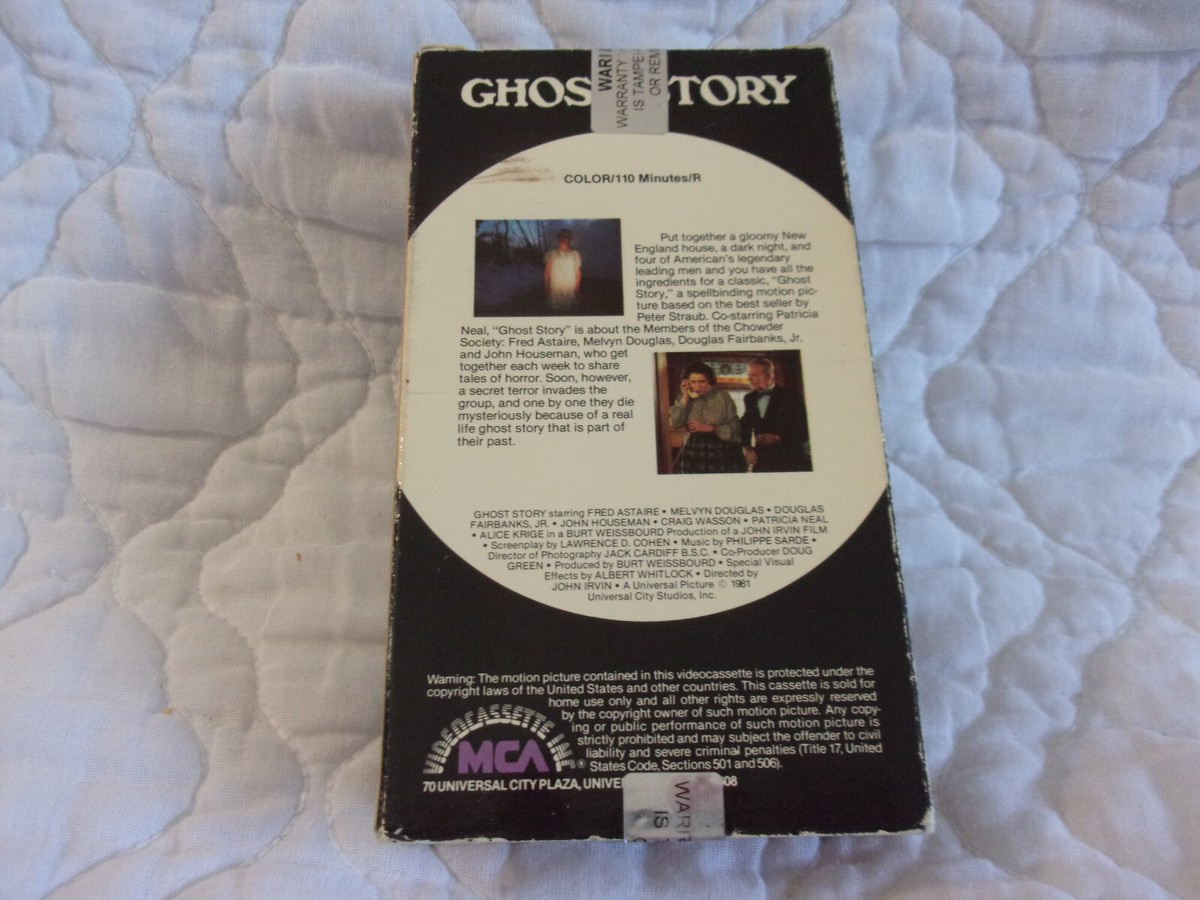 GHOS TORY
WARR
WARRANTY
IS TAMPE
OR REM
COLOR/110 Minutes/R
Put together a gloomy New
England house, a dark night, and
four of American's legendary
leading men and you have all the
ingredients for a classic, "Ghost
Story," a spellbinding motion pic-
ture based on the best seller by
Peter Straub. Co-starring Patricia
Neal, "Ghost Story" is about the Members of the Chowder
Society: Fred Astaire, Melvyn Douglas, Douglas Fairbanks, Jr.
and John Houseman, who get
together each week to share
tales of horror. Soon, however,
a secret terror invades the
group, and one by one they die
mysteriously because of a real
life ghost story that is part of
their past.
GHOST STORY starring FRED ASTAIRE • MELVYN DOUGLAS • DOUGLAS
FAIRBANKS, JR. • JOHN HOUSEMAN • CRAIG WASSON • PATRICIA NEAL
• ALICE KRIGE in a BURT WEISSBOURD Production of a JOHN IRVIN FILM
• Screenplay by LAWRENCE D. COHEN • Music by PHILIPPE SARDE •
Director of Photography JACK CARDIFF B.S.C. • Co-Producer DOUG
GREEN • Produced by BURT WEISSBOURD • Special Visual
Effects by ALBERT WHITLOCK • Directed by
JOHN IRVIN • A Universal Picture © 1981
Universal City Studios, Inc.
Warning: The motion picture contained in this videocassette is protected under the
copyright laws of the United States and other countries. This cassette is sold for
home use only and all other rights are expressly reserved
by the copyright owner of such motion picture. Any copy-
ing or public performance of such motion picture is
strictly prohibited and may subject the offender to civil
liability and severe criminal penalties (Title 17, United
States Code, Sections 501 and 506).
VIDEOCASSETTE INC.
MCA®
70 UNIVERSAL CITY PLAZA, UNIVE 608
WARR
IS T